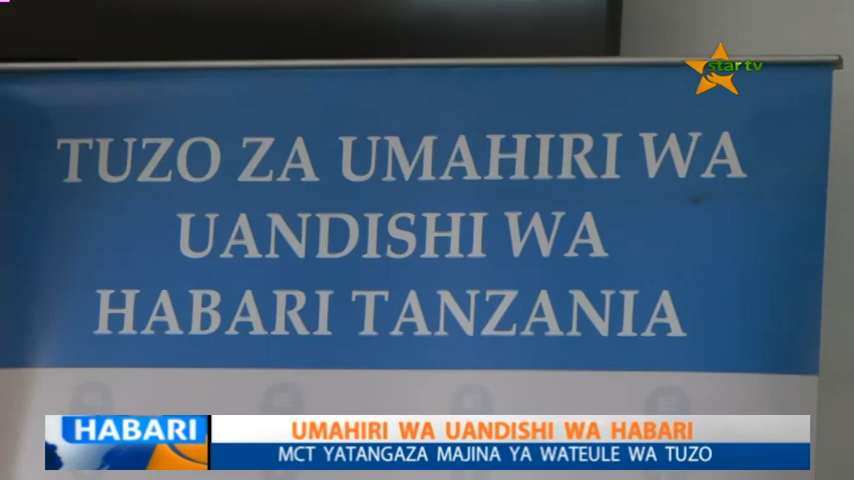 star tv
TUZO ZA UMAHIRI WA
UANDISHI WA
HABARI TANZANIA
HABARI
UMAHIRI WA UANDISHI WA HABARI
MCT YATANGAZA MAJINA YA WATEULE WA TUZO